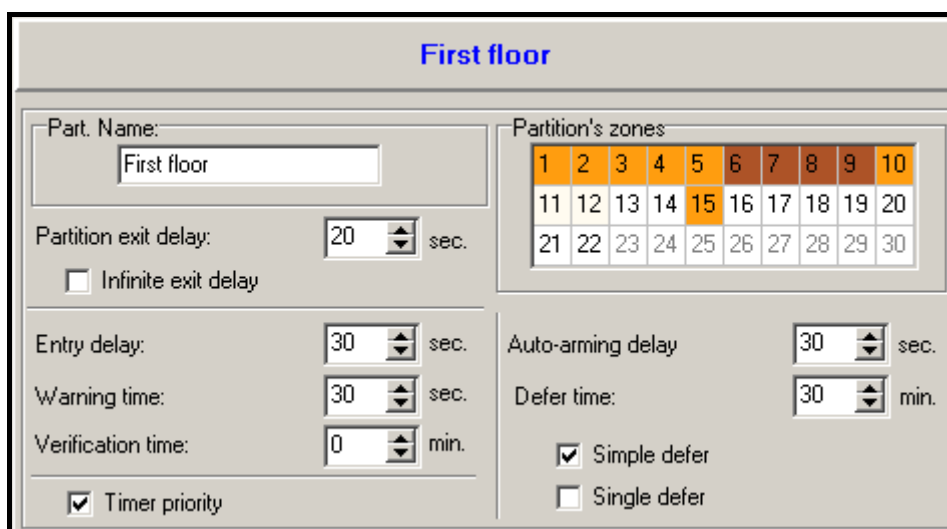 First floor
Part. Name:
First floor
Partition exit delay: 20 sec.
Infinite exit delay
Entry delay: 30 sec.
Warning time: 30 sec.
Verification time: 0 min.
Timer priority
Partition's zones
1 2 3 4 5 6 7 8 9 10
11 12 13 14 15 16 17 18 19 20
21 22 23 24 25 26 27 28 29 30
Auto-arming delay 30 sec.
Defer time: 30 min.
Simple defer
Single defer